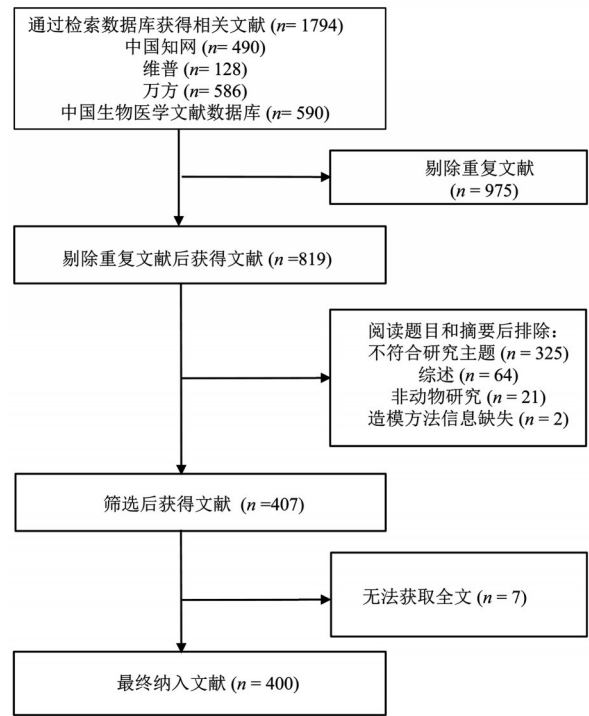 通过检索数据库获得相关文献 (n= 1794)
中国知网 (n= 490)
维普 (n= 128)
万方 (n= 586)
中国生物医学文献数据库 (n= 590)
剔除重复文献
(n = 975)
剔除重复文献后获得文献 (n =819)
阅读题目和摘要后排除：
不符合研究主题 (n = 325)
综述 (n = 64)
非动物研究 (n = 21)
造模方法信息缺失 (n = 2)
筛选后获得文献 (n =407)
无法获取全文 (n = 7)
最终纳入文献 (n = 400)